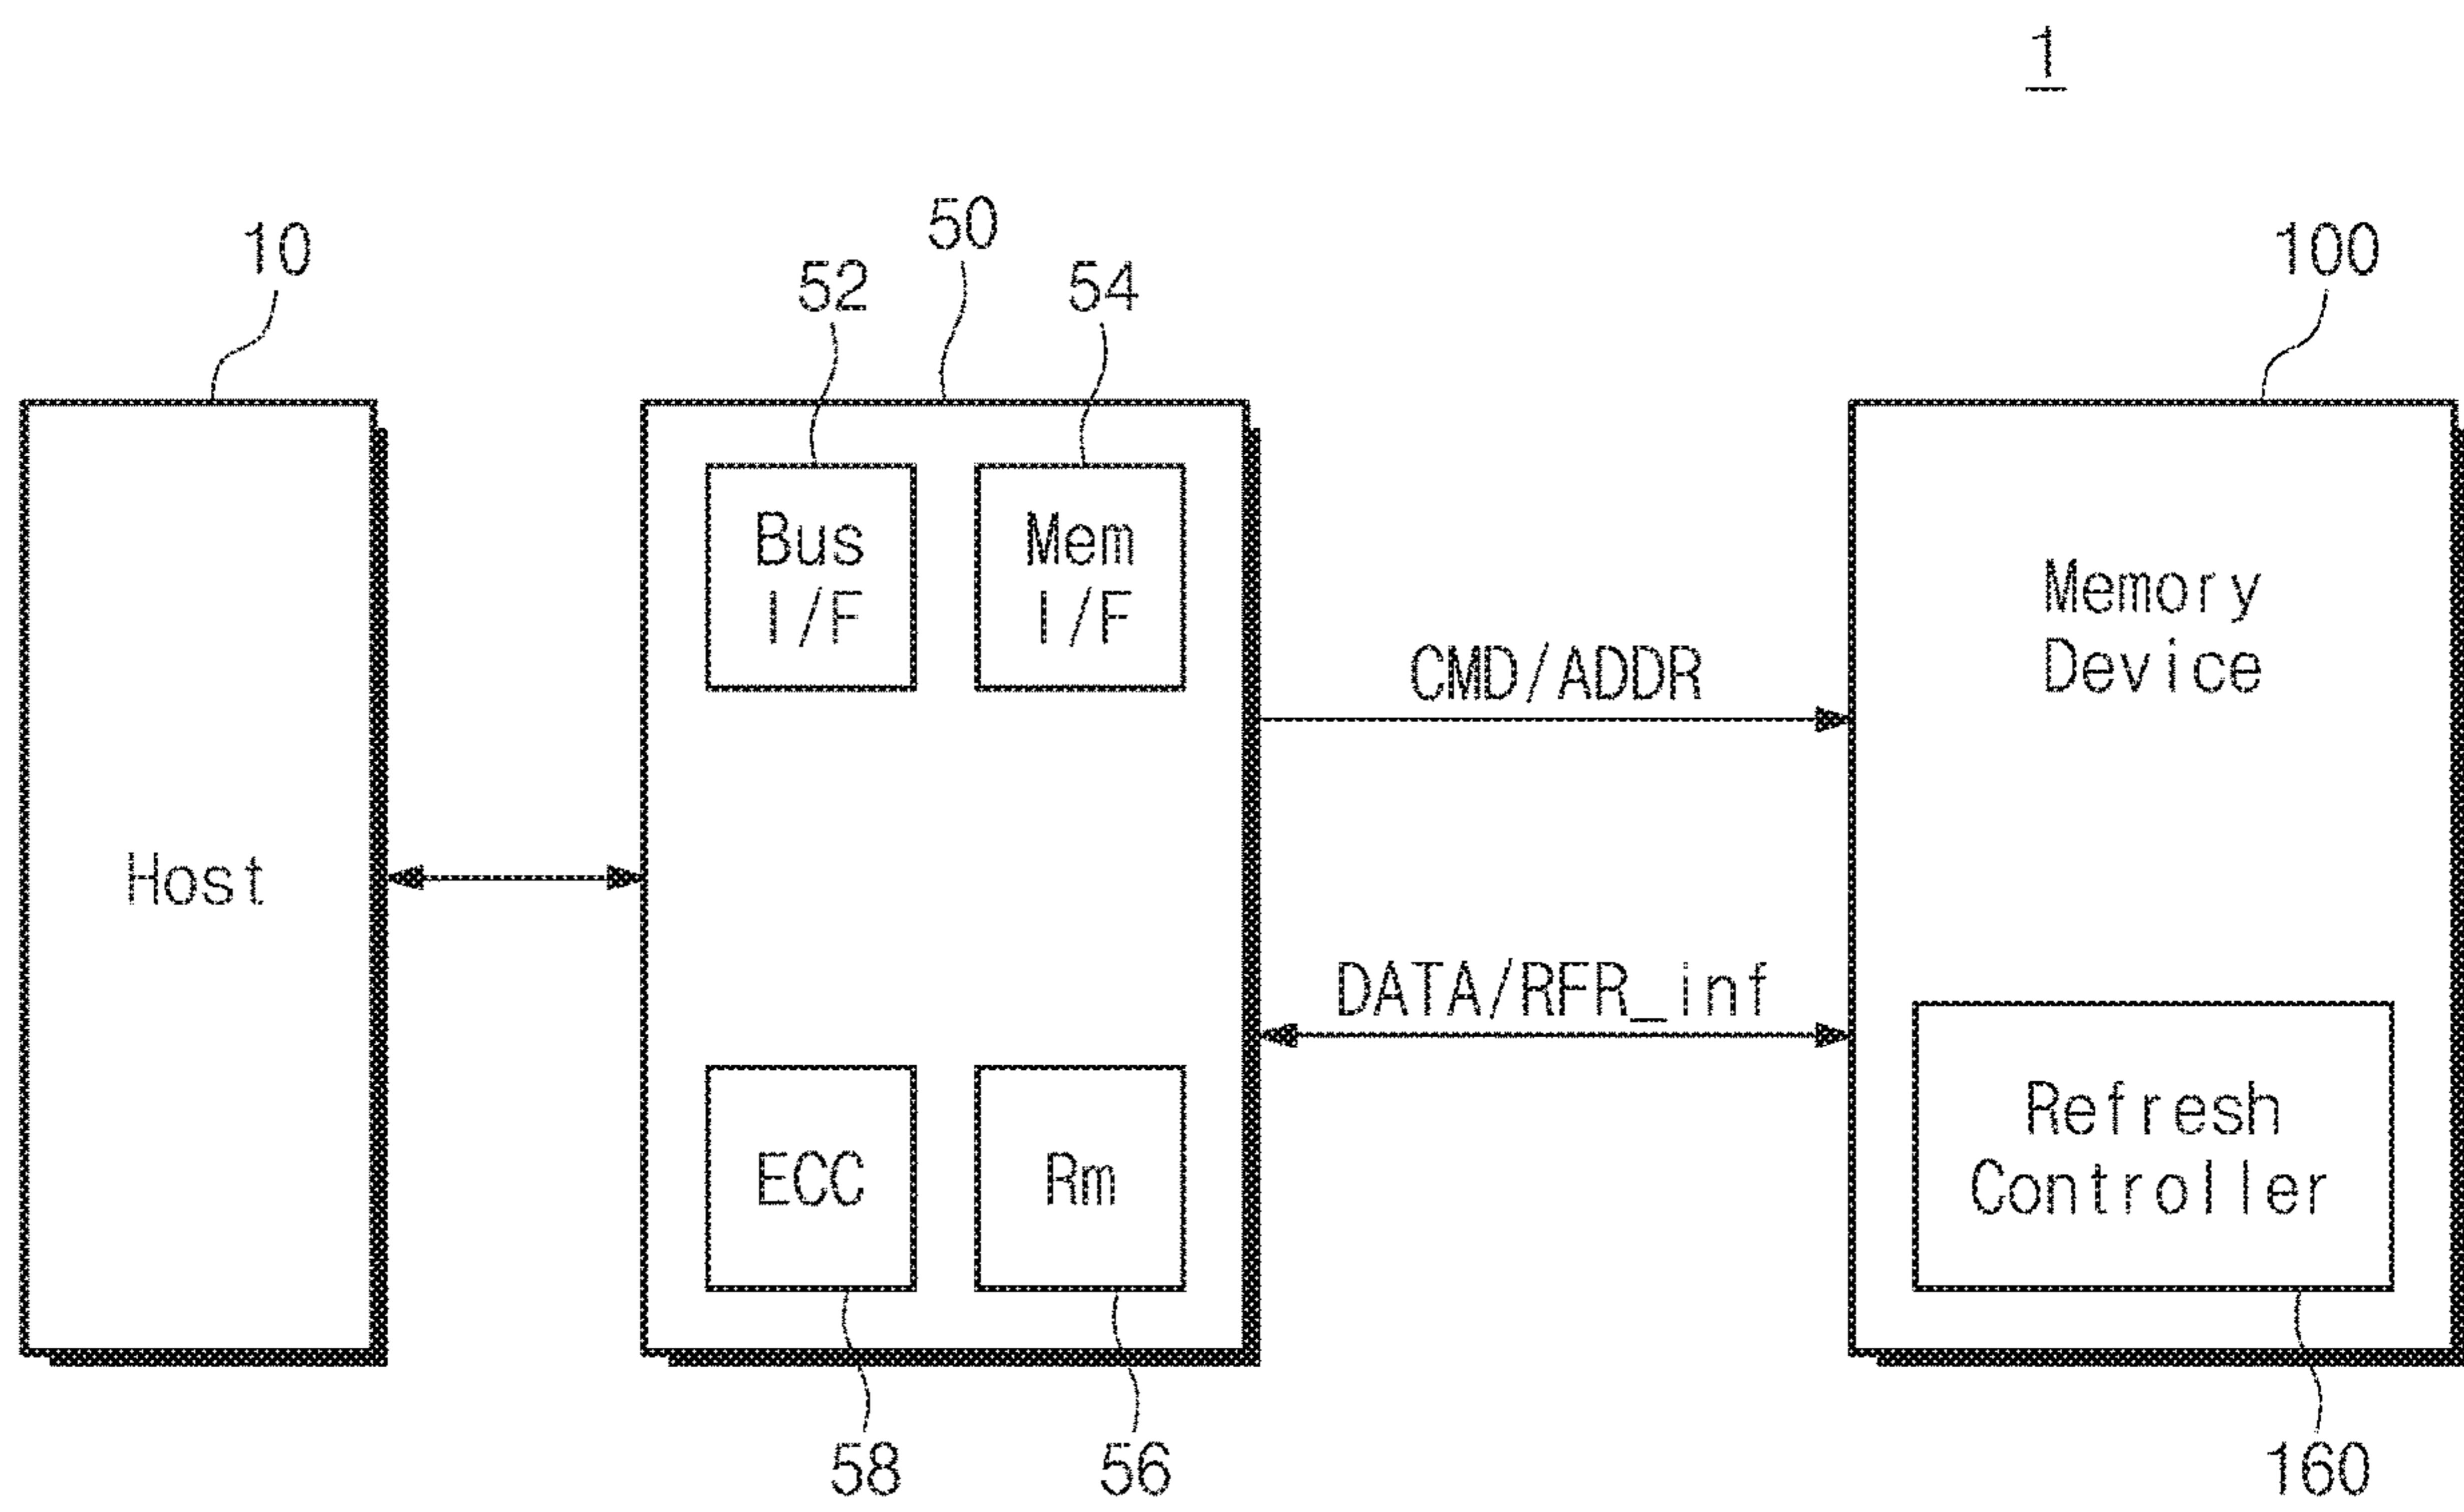 1
10
50
52
54
100
Bus
I/F
Mem
I/F
Memory
Device
CMD/ADDR
Host
DATA/RFR_inf
ECC
Rm
Refresh
Controller
58
56
160